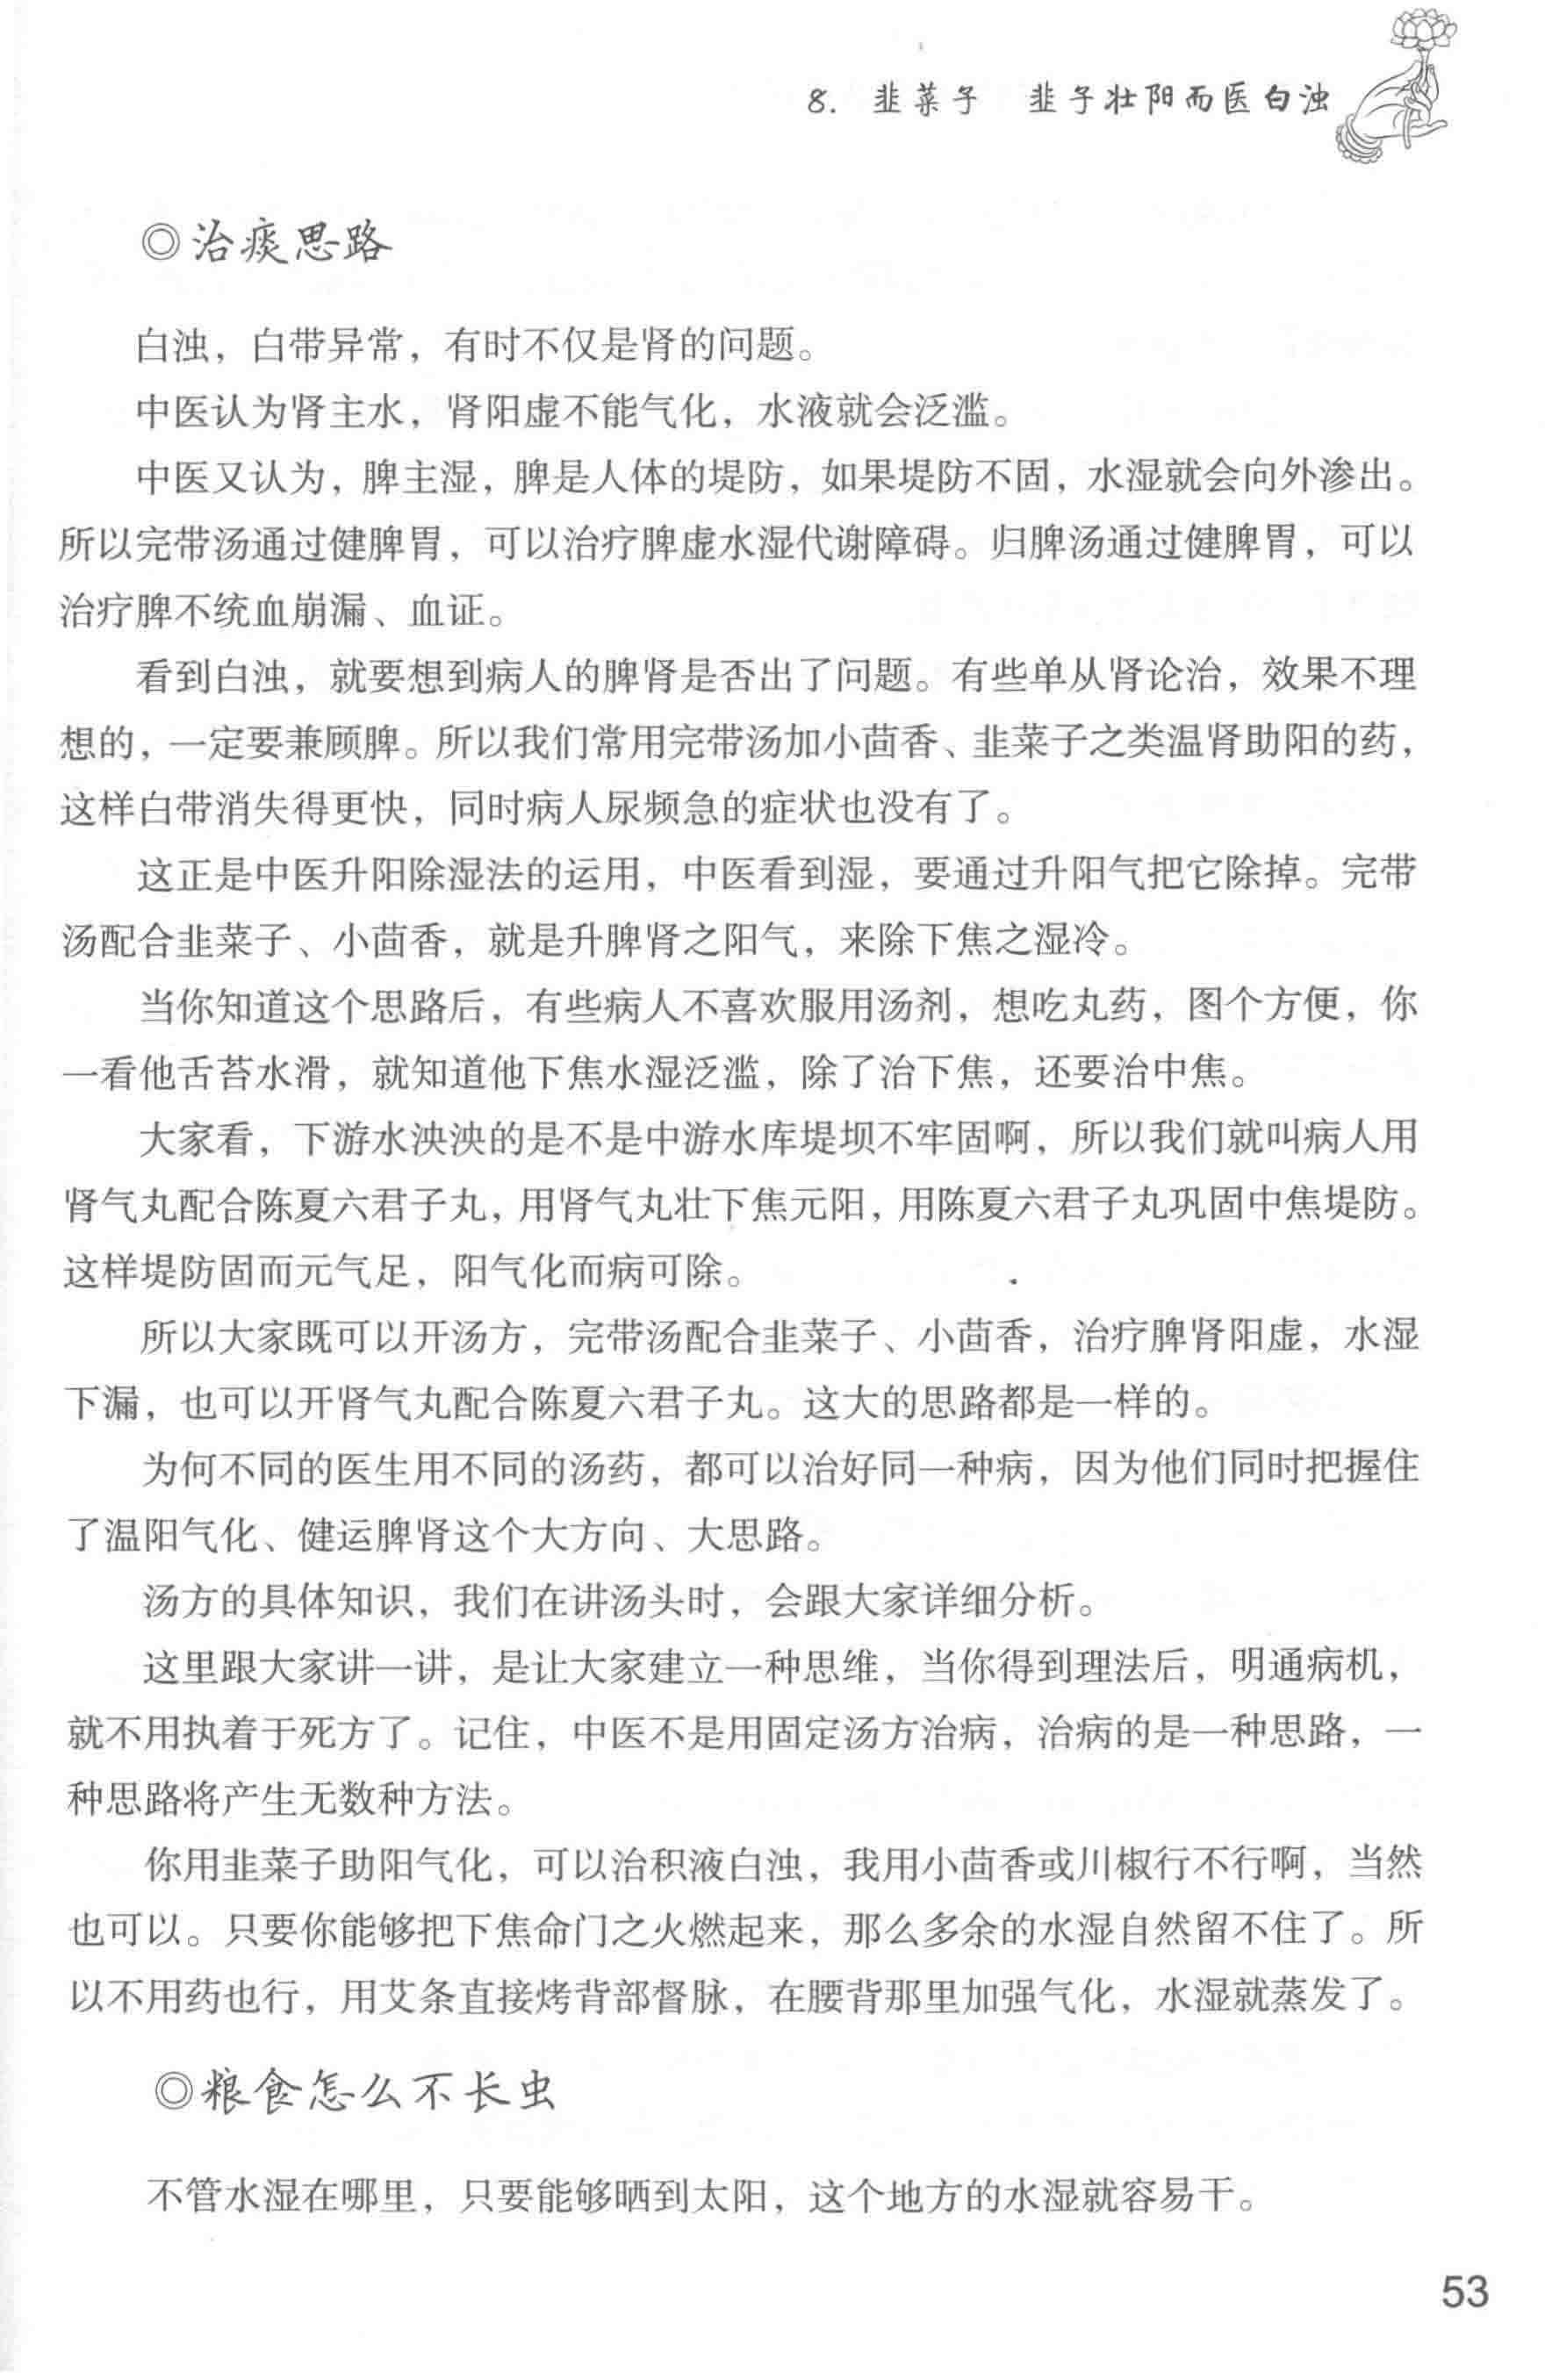 8. 韭菜子 韭子壮阳而医白浊
◎治痰思路
白浊，白带异常，有时不仅是肾的问题。
中医认为肾主水，肾阳虚不能气化，水液就会泛滥。
中医又认为，脾主湿，脾是人体的堤防，如果堤防不固，水湿就会向外渗出。
所以完带汤通过健脾胃，可以治疗脾虚水湿代谢障碍。归脾汤通过健脾胃，可以
治疗脾不统血崩漏、血证。
看到白浊，就要想到病人的脾肾是否出了问题。有些单从肾论治，效果不理
想的，一定要兼顾脾。所以我们常用完带汤加小茴香、韭菜子之类温肾助阳的药，
这样白带消失得更快，同时病人尿频急的症状也没有了。
这正是中医升阳除湿法的运用，中医看到湿，要通过升阳气把它除掉。完带
汤配合韭菜子、小茴香，就是升脾肾之阳气，来除下焦之湿冷。
当你知道这个思路后，有些病人不喜欢服用汤剂，想吃丸药，图个方便，你
一看他舌苔水滑，就知道他下焦水湿泛滥，除了治下焦，还要治中焦。
大家看，下游水泱泱的是不是中游水库堤坝不牢固啊，所以我们就叫病人用
肾气丸配合陈夏六君子丸，用肾气丸壮下焦元阳，用陈夏六君子丸巩固中焦堤防。
这样堤防固而元气足，阳气化而病可除。
所以大家既可以开汤方，完带汤配合韭菜子、小茴香，治疗脾肾阳虚，水湿
下漏，也可以开肾气丸配合陈夏六君子丸。这大的思路都是一样的。
为何不同的医生用不同的汤药，都可以治好同一种病，因为他们同时把握住
了温阳气化、健运脾肾这个大方向、大思路。
汤方的具体知识，我们在讲汤头时，会跟大家详细分析。
这里跟大家讲一讲，是让大家建立一种思维，当你得到理法后，明通病机，
就不用执着于死方了。记住，中医不是用固定汤方治病，治病的是一种思路，一
种思路将产生无数种方法。
你用韭菜子助阳气化，可以治积液白浊，我用小茴香或川椒行不行啊，当然
也可以。只要你能够把下焦命门之火燃起来，那么多余的水湿自然留不住了。所
以不用药也行，用艾条直接烤背部督脉，在腰背那里加强气化，水湿就蒸发了。
◎粮食怎么不长虫
不管水湿在哪里，只要能够晒到太阳，这个地方的水湿就容易干。
53